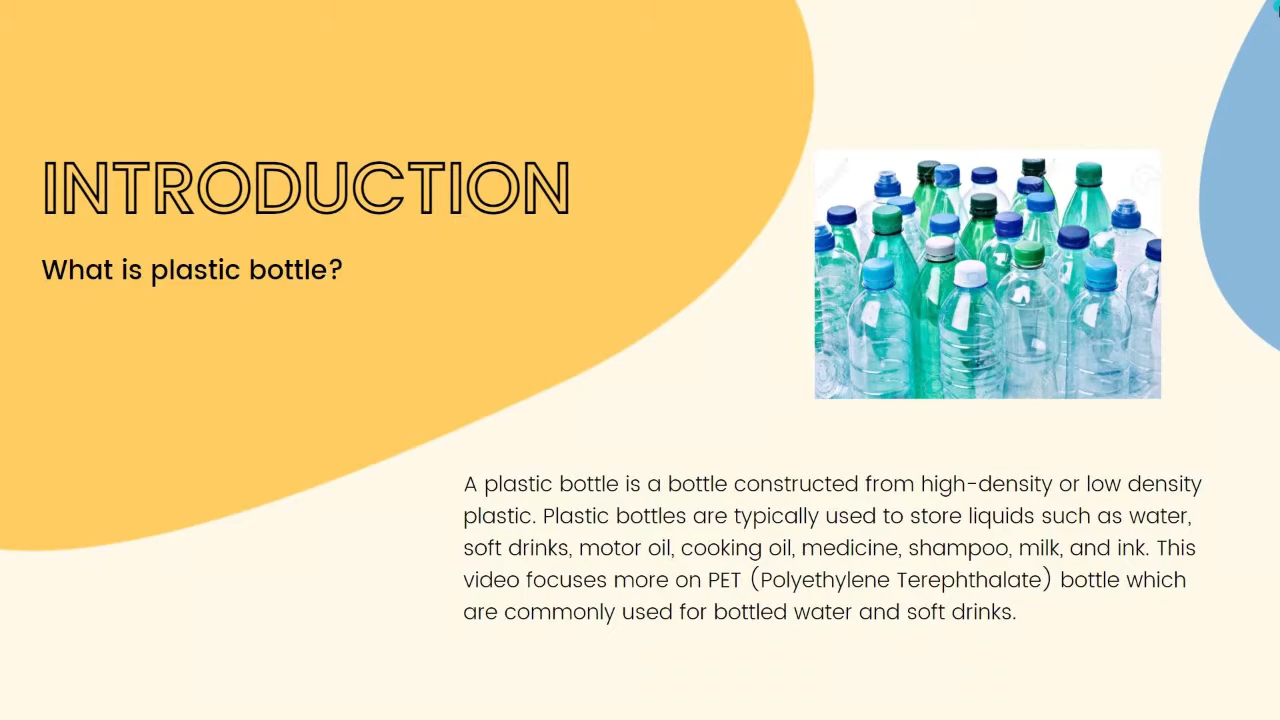 INTRODUCTION
What is plastic bottle?
A plastic bottle is a bottle constructed from high-density or low density
plastic. Plastic bottles are typically used to store liquids such as water,
soft drinks, motor oil, cooking oil, medicine, shampoo, milk, and ink. This
video focuses more on PET (Polyethylene Terephthalate) bottle which
are commonly used for bottled water and soft drinks.